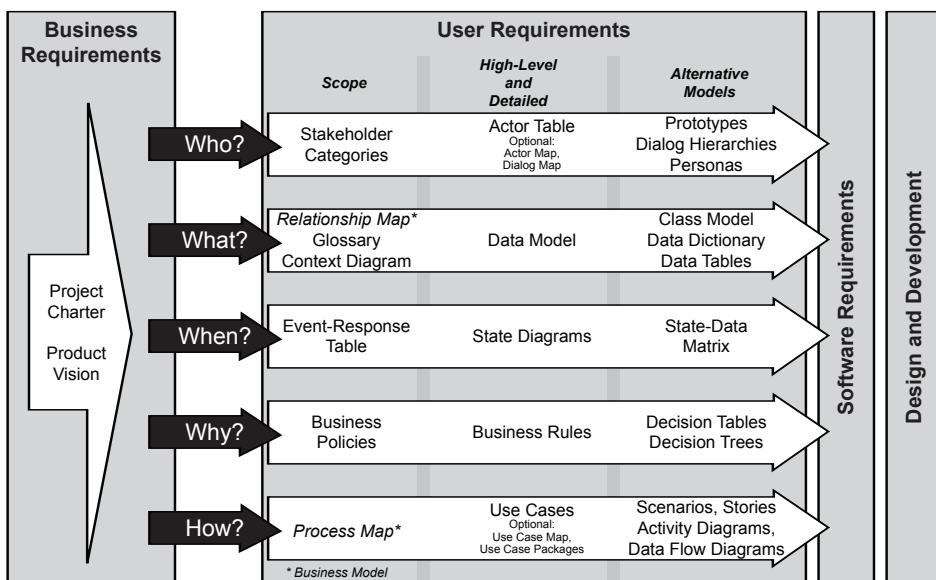 Business
Requirements
User Requirements
Scope
High-Level
and
Detailed
Alternative
Models
Project
Charter
Product
Vision
Who?
Stakeholder
Categories
Actor Table
Optional:
Actor Map,
Dialog Map
Prototypes
Dialog Hierarchies
Personas
What?
Relationship Map*
Glossary
Context Diagram
Data Model
Class Model
Data Dictionary
Data Tables
When?
Event-Response
Table
State Diagrams
State-Data
Matrix
Why?
Business
Policies
Business Rules
Decision Tables
Decision Trees
How?
Process Map*
Use Cases
Optional:
Use Case Map,
Use Case Packages
Scenarios, Stories
Activity Diagrams,
Data Flow Diagrams
* Business Model
Software Requirements
Design and Development